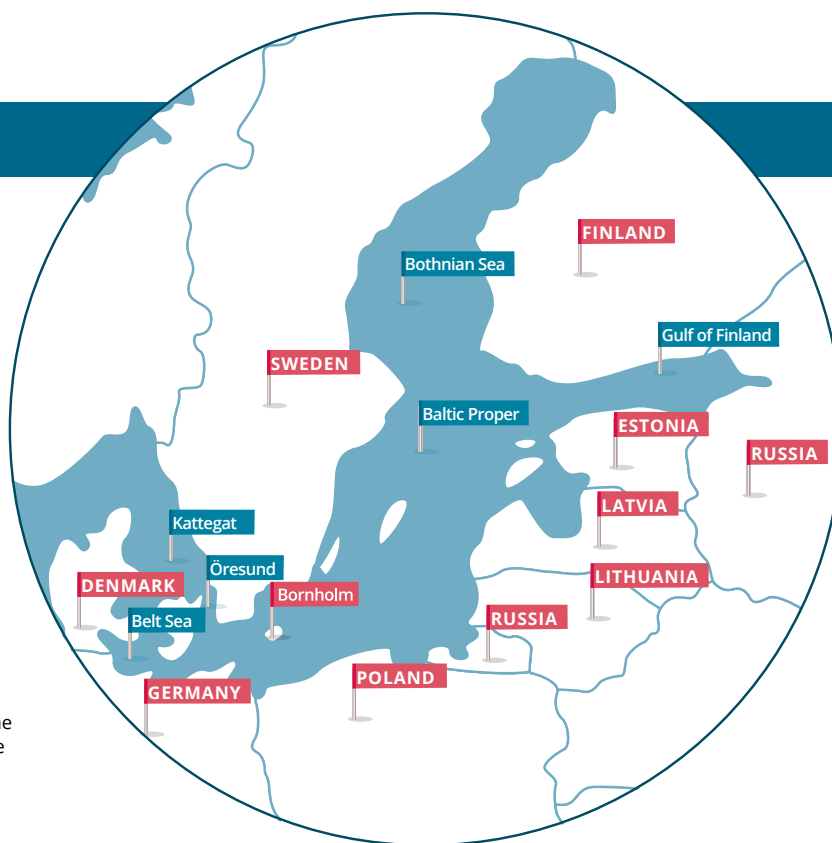 FINLAND
Bothnian Sea
Gulf of Finland
SWEDEN
Baltic Proper
ESTONIA
RUSSIA
LATVIA
Kattegat
Öresund
LITHUANIA
DENMARK
Bornholm
Belt Sea
RUSSIA
POLAND
GERMANY